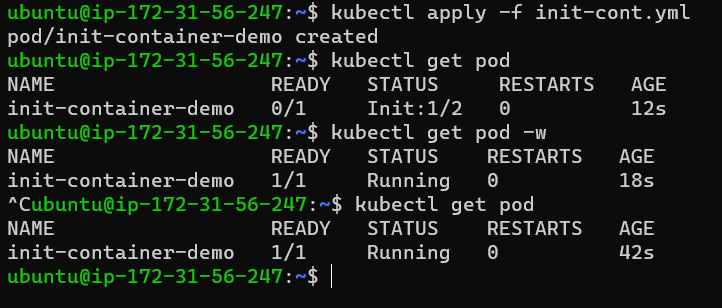 ubuntu@ip-172-31-56-247:~$ kubectl apply -f init-cont.yml
pod/init-container-demo created
ubuntu@ip-172-31-56-247:~$ kubectl get pod
NAME                  READY   STATUS     RESTARTS   AGE
init-container-demo   0/1     Init:1/2   0          12s
ubuntu@ip-172-31-56-247:~$ kubectl get pod -w
NAME                  READY   STATUS    RESTARTS   AGE
init-container-demo   1/1     Running   0          18s
^Cubuntu@ip-172-31-56-247:~$ kubectl get pod
NAME                  READY   STATUS    RESTARTS   AGE
init-container-demo   1/1     Running   0          42s
ubuntu@ip-172-31-56-247:~$